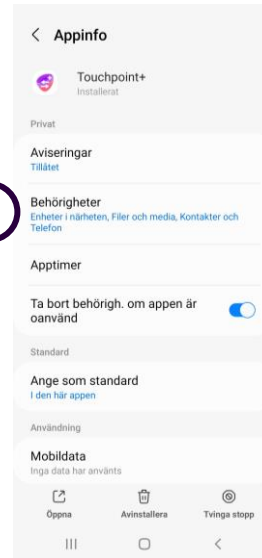 Appinfo
Touchpoint+
Installerat
Privat
Aviseringar
Tillåtet
Behörigheter
Enheter i närheten, Filer och media, Kontakter och
Telefon
Apptimer
Ta bort behörigh. om appen är
oanvänd
Standard
Ange som standard
I den här appen
Användning
Mobildata
Inga data har använts
Öppna
Avinstallera
Tvinga stopp